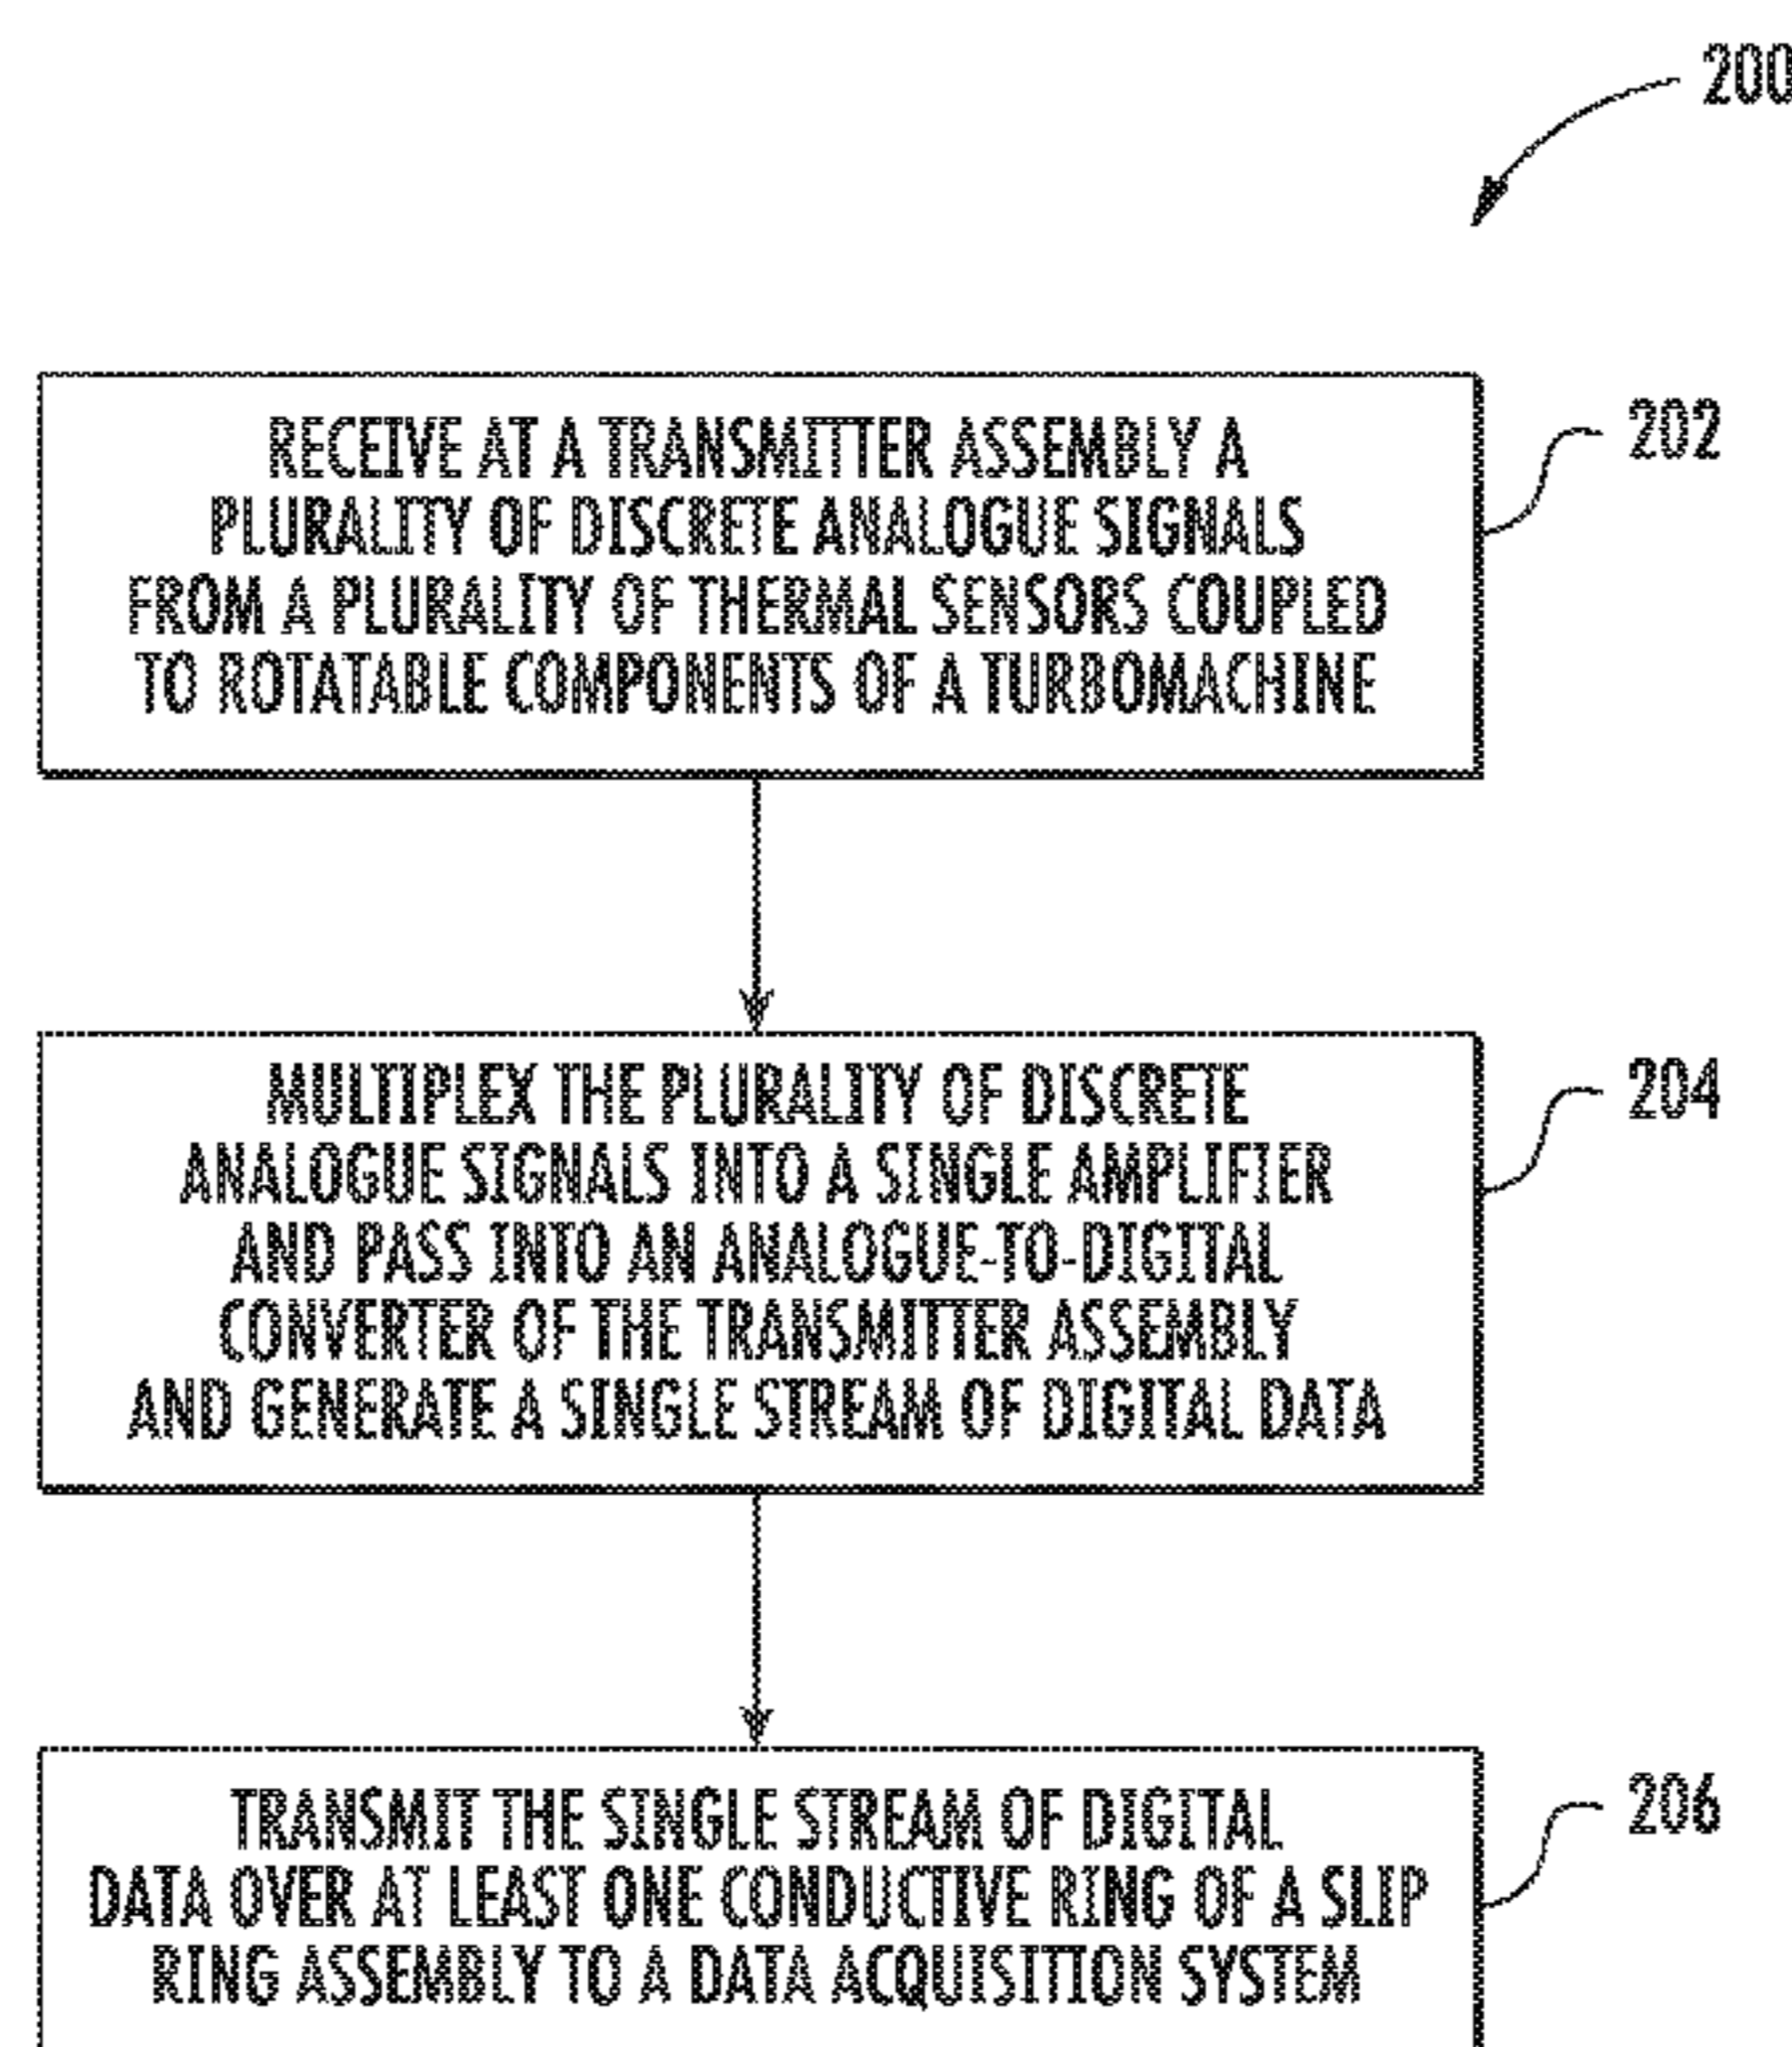 200
RECEIVE AT A TRANSMITTER ASSEMBLY A
PLURALITY OF DISCRETE ANALOGUE SIGNALS
FROM A PLURALITY OF THERMAL SENSORS COUPLED
TO ROTATABLE COMPONENTS OF A TURBOMACHINE
202
MULTIPLEX THE PLURALITY OF DISCRETE
ANALOGUE SIGNALS INTO A SINGLE AMPLIFIER
AND PASS INTO AN ANALOGUE-TO-DIGITAL
CONVERTER OF THE TRANSMITTER ASSEMBLY
AND GENERATE A SINGLE STREAM OF DIGITAL DATA
204
TRANSMIT THE SINGLE STREAM OF DIGITAL
DATA OVER AT LEAST ONE CONDUCTIVE RING OF A SLIP
RING ASSEMBLY TO A DATA ACQUISITION SYSTEM
206